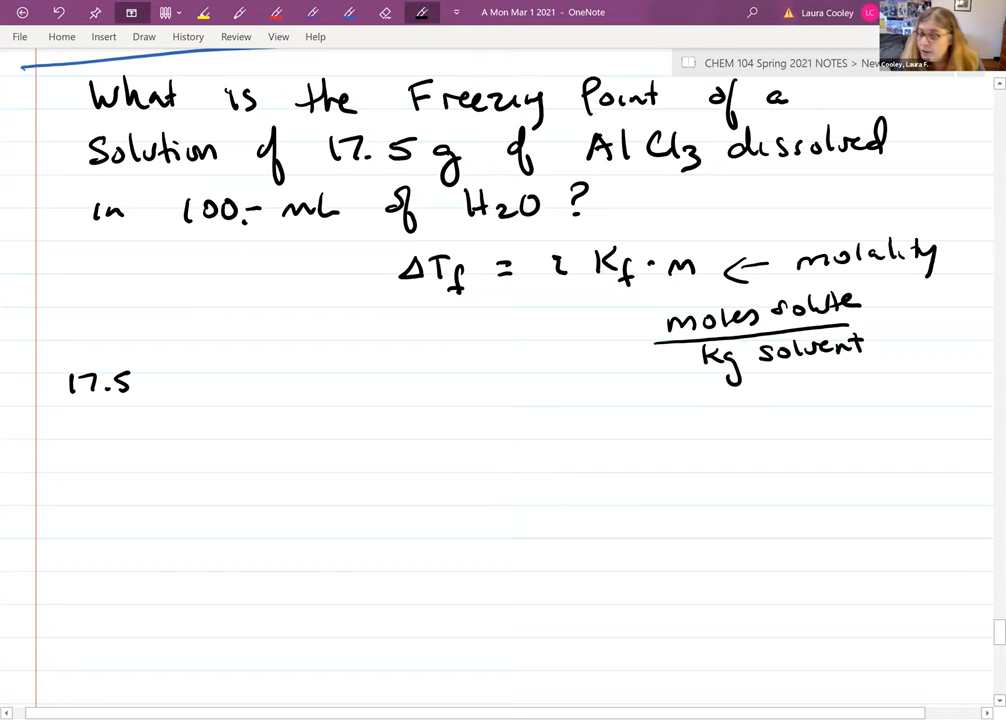 A Mon Mar 1 2021 - OneNote
Laura Cooley LC
File Home Insert Draw History Review View Help
CHEM 104 Spring 2021 NOTES > New
Cooley, Laura F.
What is the Freezing Point of a
Solution of 17.5 g of AlCl3 dissolved
in 100.- mL of H2O ?
ΔTf = i Kf · m ← molality
moles solute
kg solvent
17.5